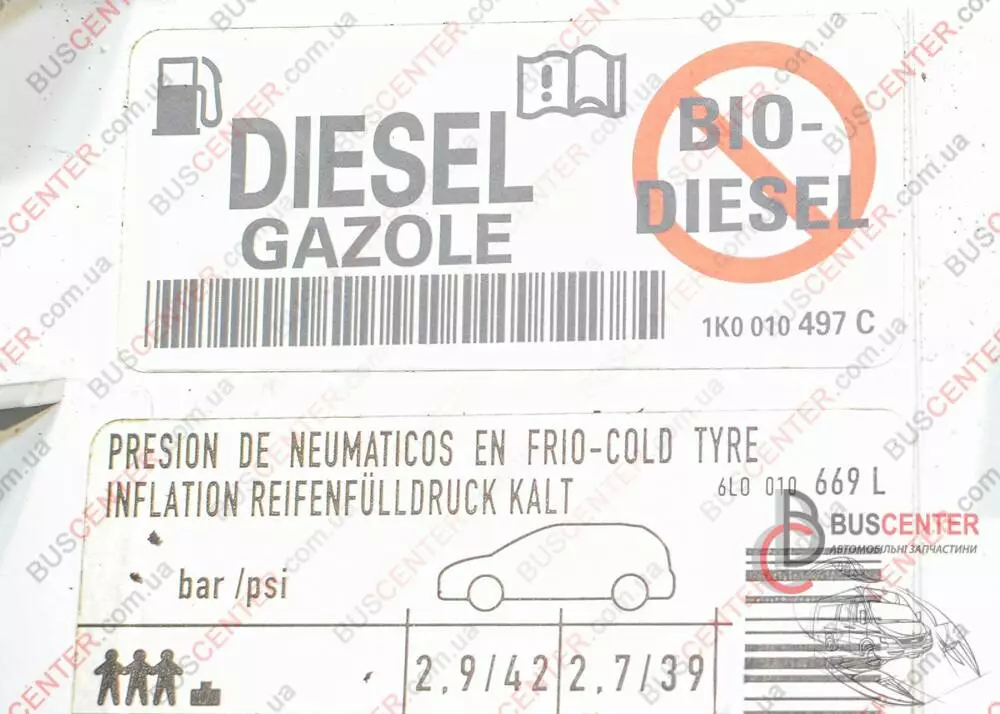 DIESEL
GAZOLE
BIO-
DIESEL
1K0 010 497 C
PRESION DE NEUMATICOS EN FRIO-COLD TYRE
INFLATION REIFENFÜLLDRUCK KALT
6L0 010 669 L
bar/psi
2,9/42 2,7/39
BUSCENTER
АВТОМОБІЛЬНІ ЗАПЧАСТИНИ
BUSCENTER.com.ua